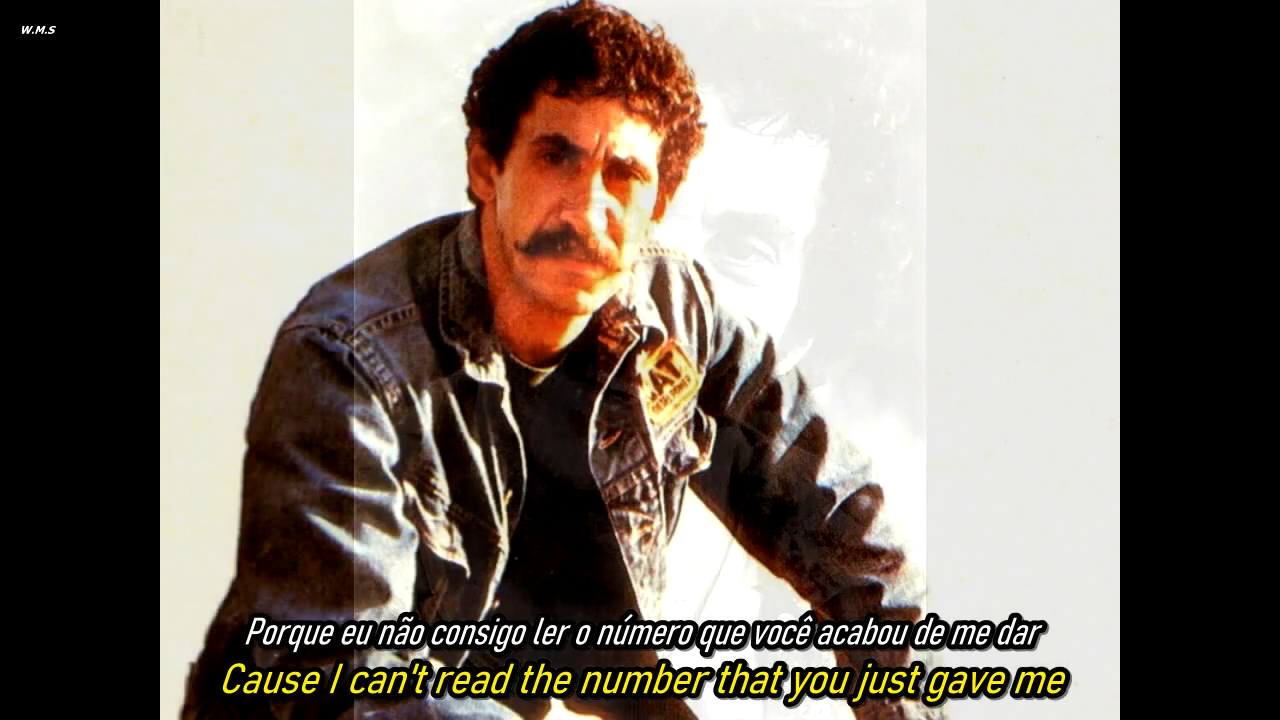 W.M.S
AT
Porque eu não consigo ler o número que você acabou de me dar
Cause I can't read the number that you just gave me